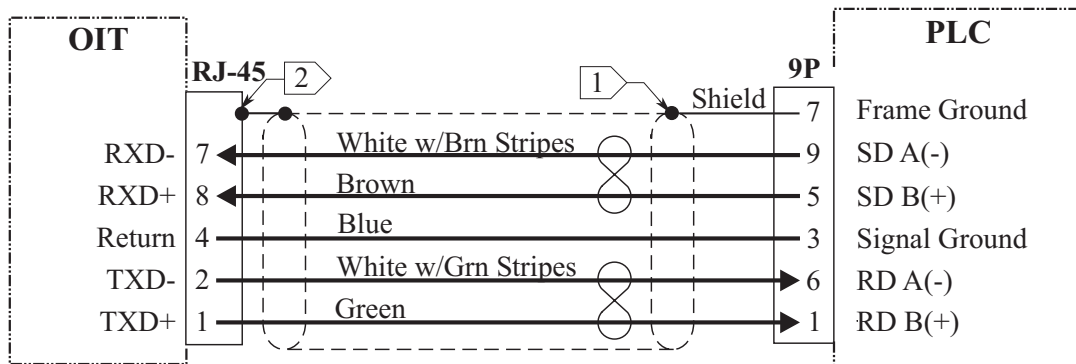 OIT
PLC
RJ-45 2 1 9P
Shield 7 Frame Ground
RXD- 7 White w/Brn Stripes 9 SD A(-)
RXD+ 8 Brown 5 SD B(+)
Return 4 Blue 3 Signal Ground
TXD- 2 White w/Grn Stripes 6 RD A(-)
TXD+ 1 Green 1 RD B(+)